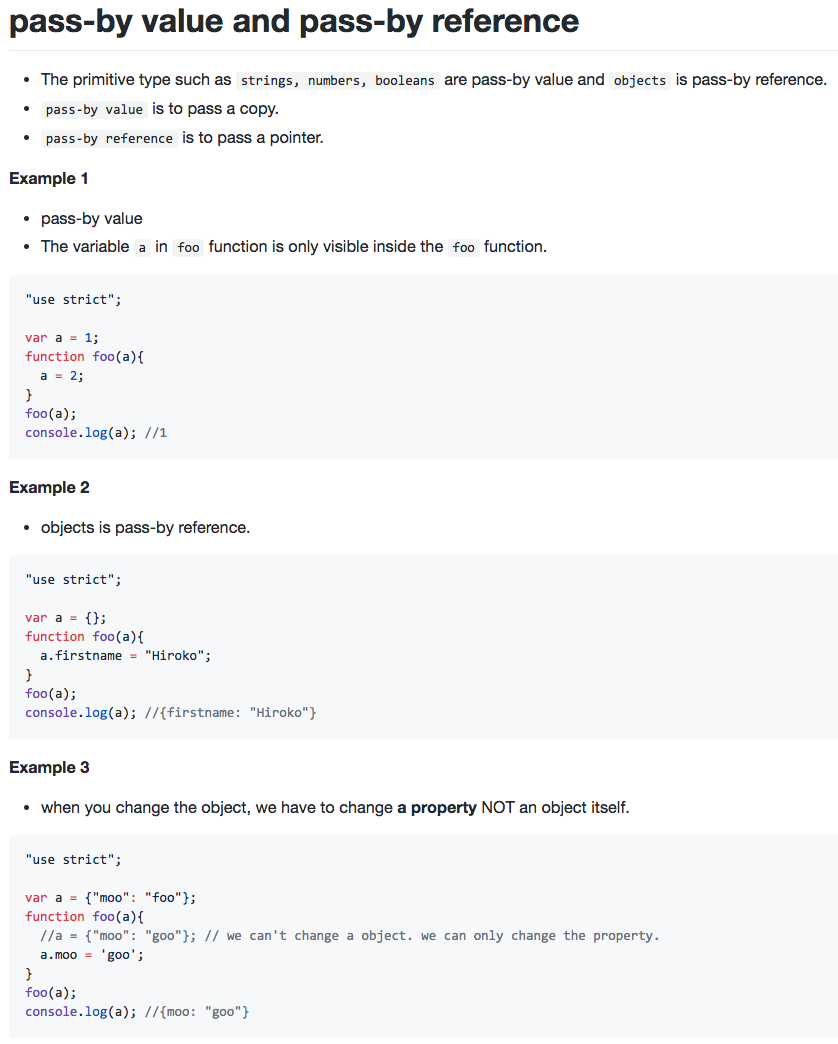 pass-by value and pass-by reference
• The primitive type such as strings, numbers, booleans are pass-by value and objects is pass-by reference.
• pass-by value is to pass a copy.
• pass-by reference is to pass a pointer.
Example 1
• pass-by value
• The variable a in foo function is only visible inside the foo function.
"use strict";
var a = 1;
function foo(a){
  a = 2;
}
foo(a);
console.log(a); //1
Example 2
• objects is pass-by reference.
"use strict";
var a = {};
function foo(a){
  a.firstname = "Hiroko";
}
foo(a);
console.log(a); //{firstname: "Hiroko"}
Example 3
• when you change the object, we have to change a property NOT an object itself.
"use strict";
var a = {"moo": "foo"};
function foo(a){
  //a = {"moo": "goo"}; // we can't change a object. we can only change the property.
  a.moo = 'goo';
}
foo(a);
console.log(a); //{moo: "goo"}